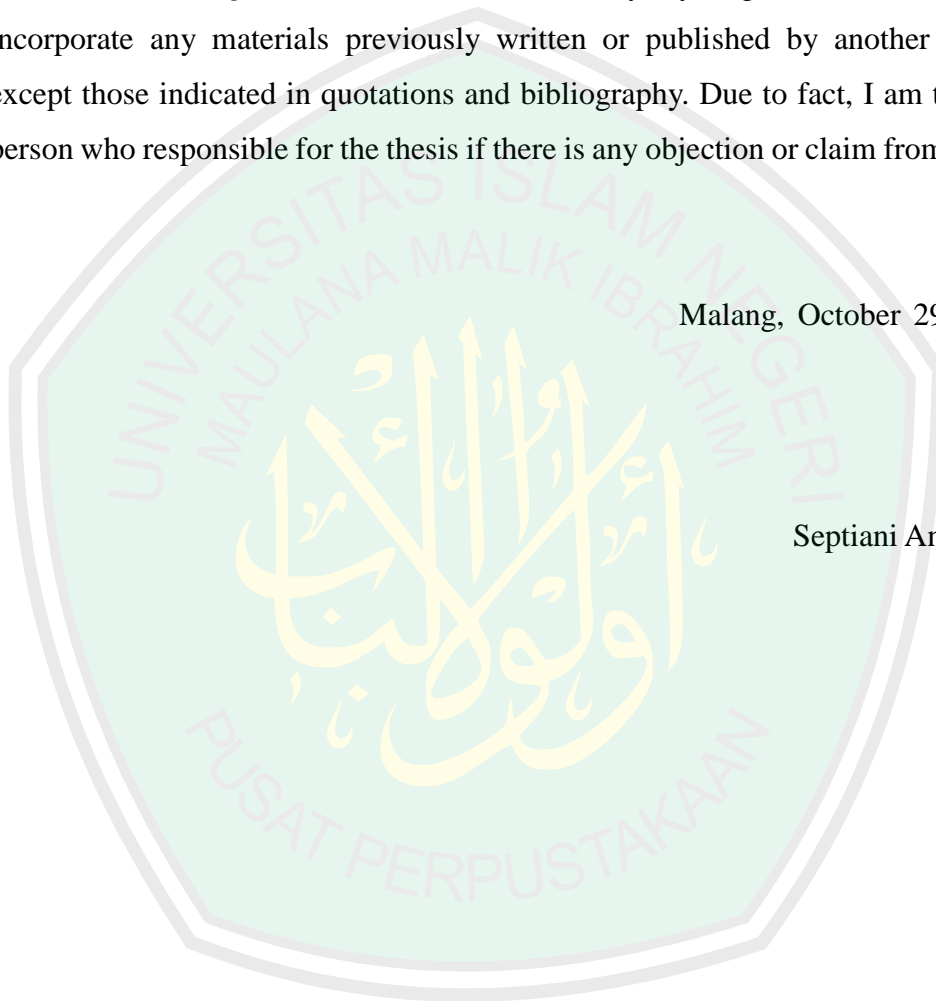 incorporate any materials previously written or published by another
except those indicated in quotations and bibliography. Due to fact, I am
person who responsible for the thesis if there is any objection or claim from
UNIVERSITAS ISLAM NEGERI
MAULANA MALIK IBRAHIM
Malang, October 29
أولو الألباب
Septiani
PUSAT PERPUSTAKAAN